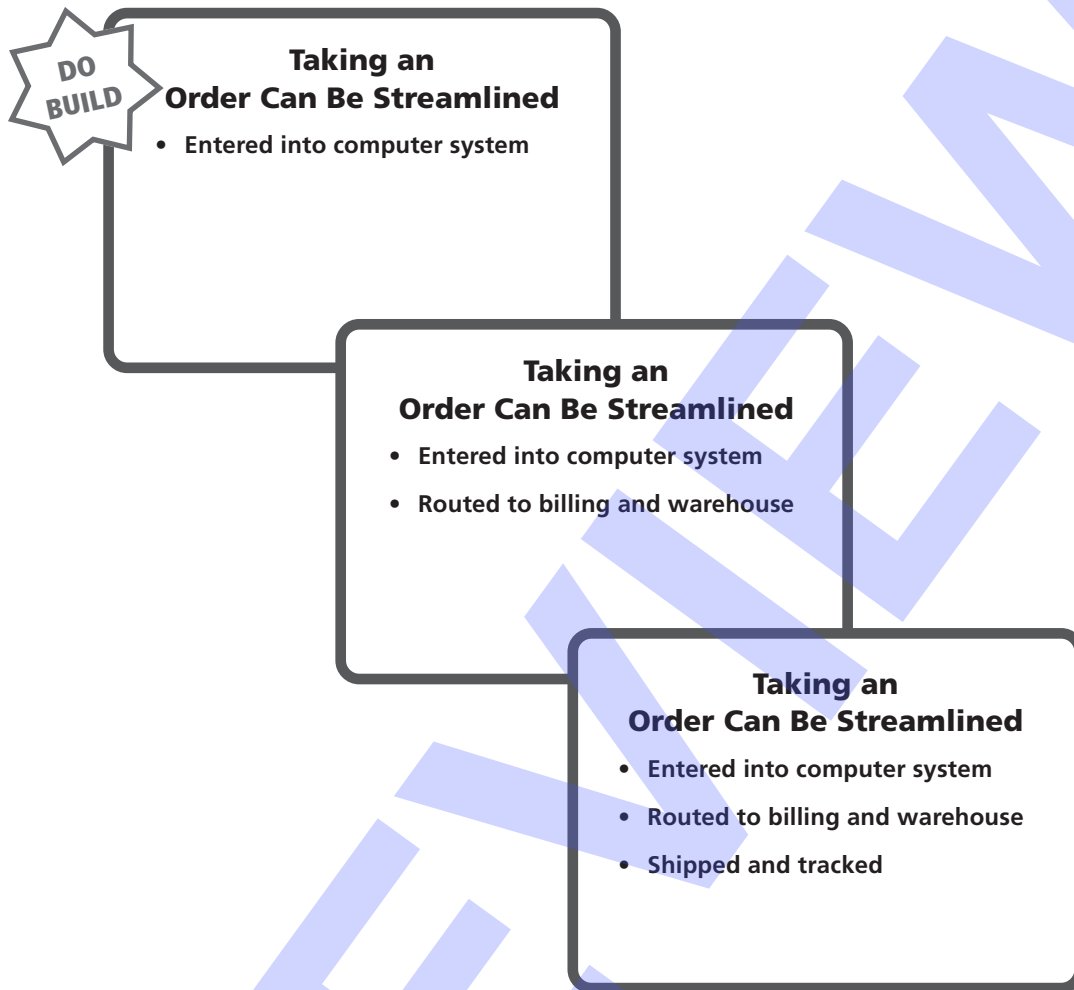 DO
BUILD
Taking an
Order Can Be Streamlined
• Entered into computer system
Taking an
Order Can Be Streamlined
• Entered into computer system
• Routed to billing and warehouse
Taking an
Order Can Be Streamlined
• Entered into computer system
• Routed to billing and warehouse
• Shipped and tracked